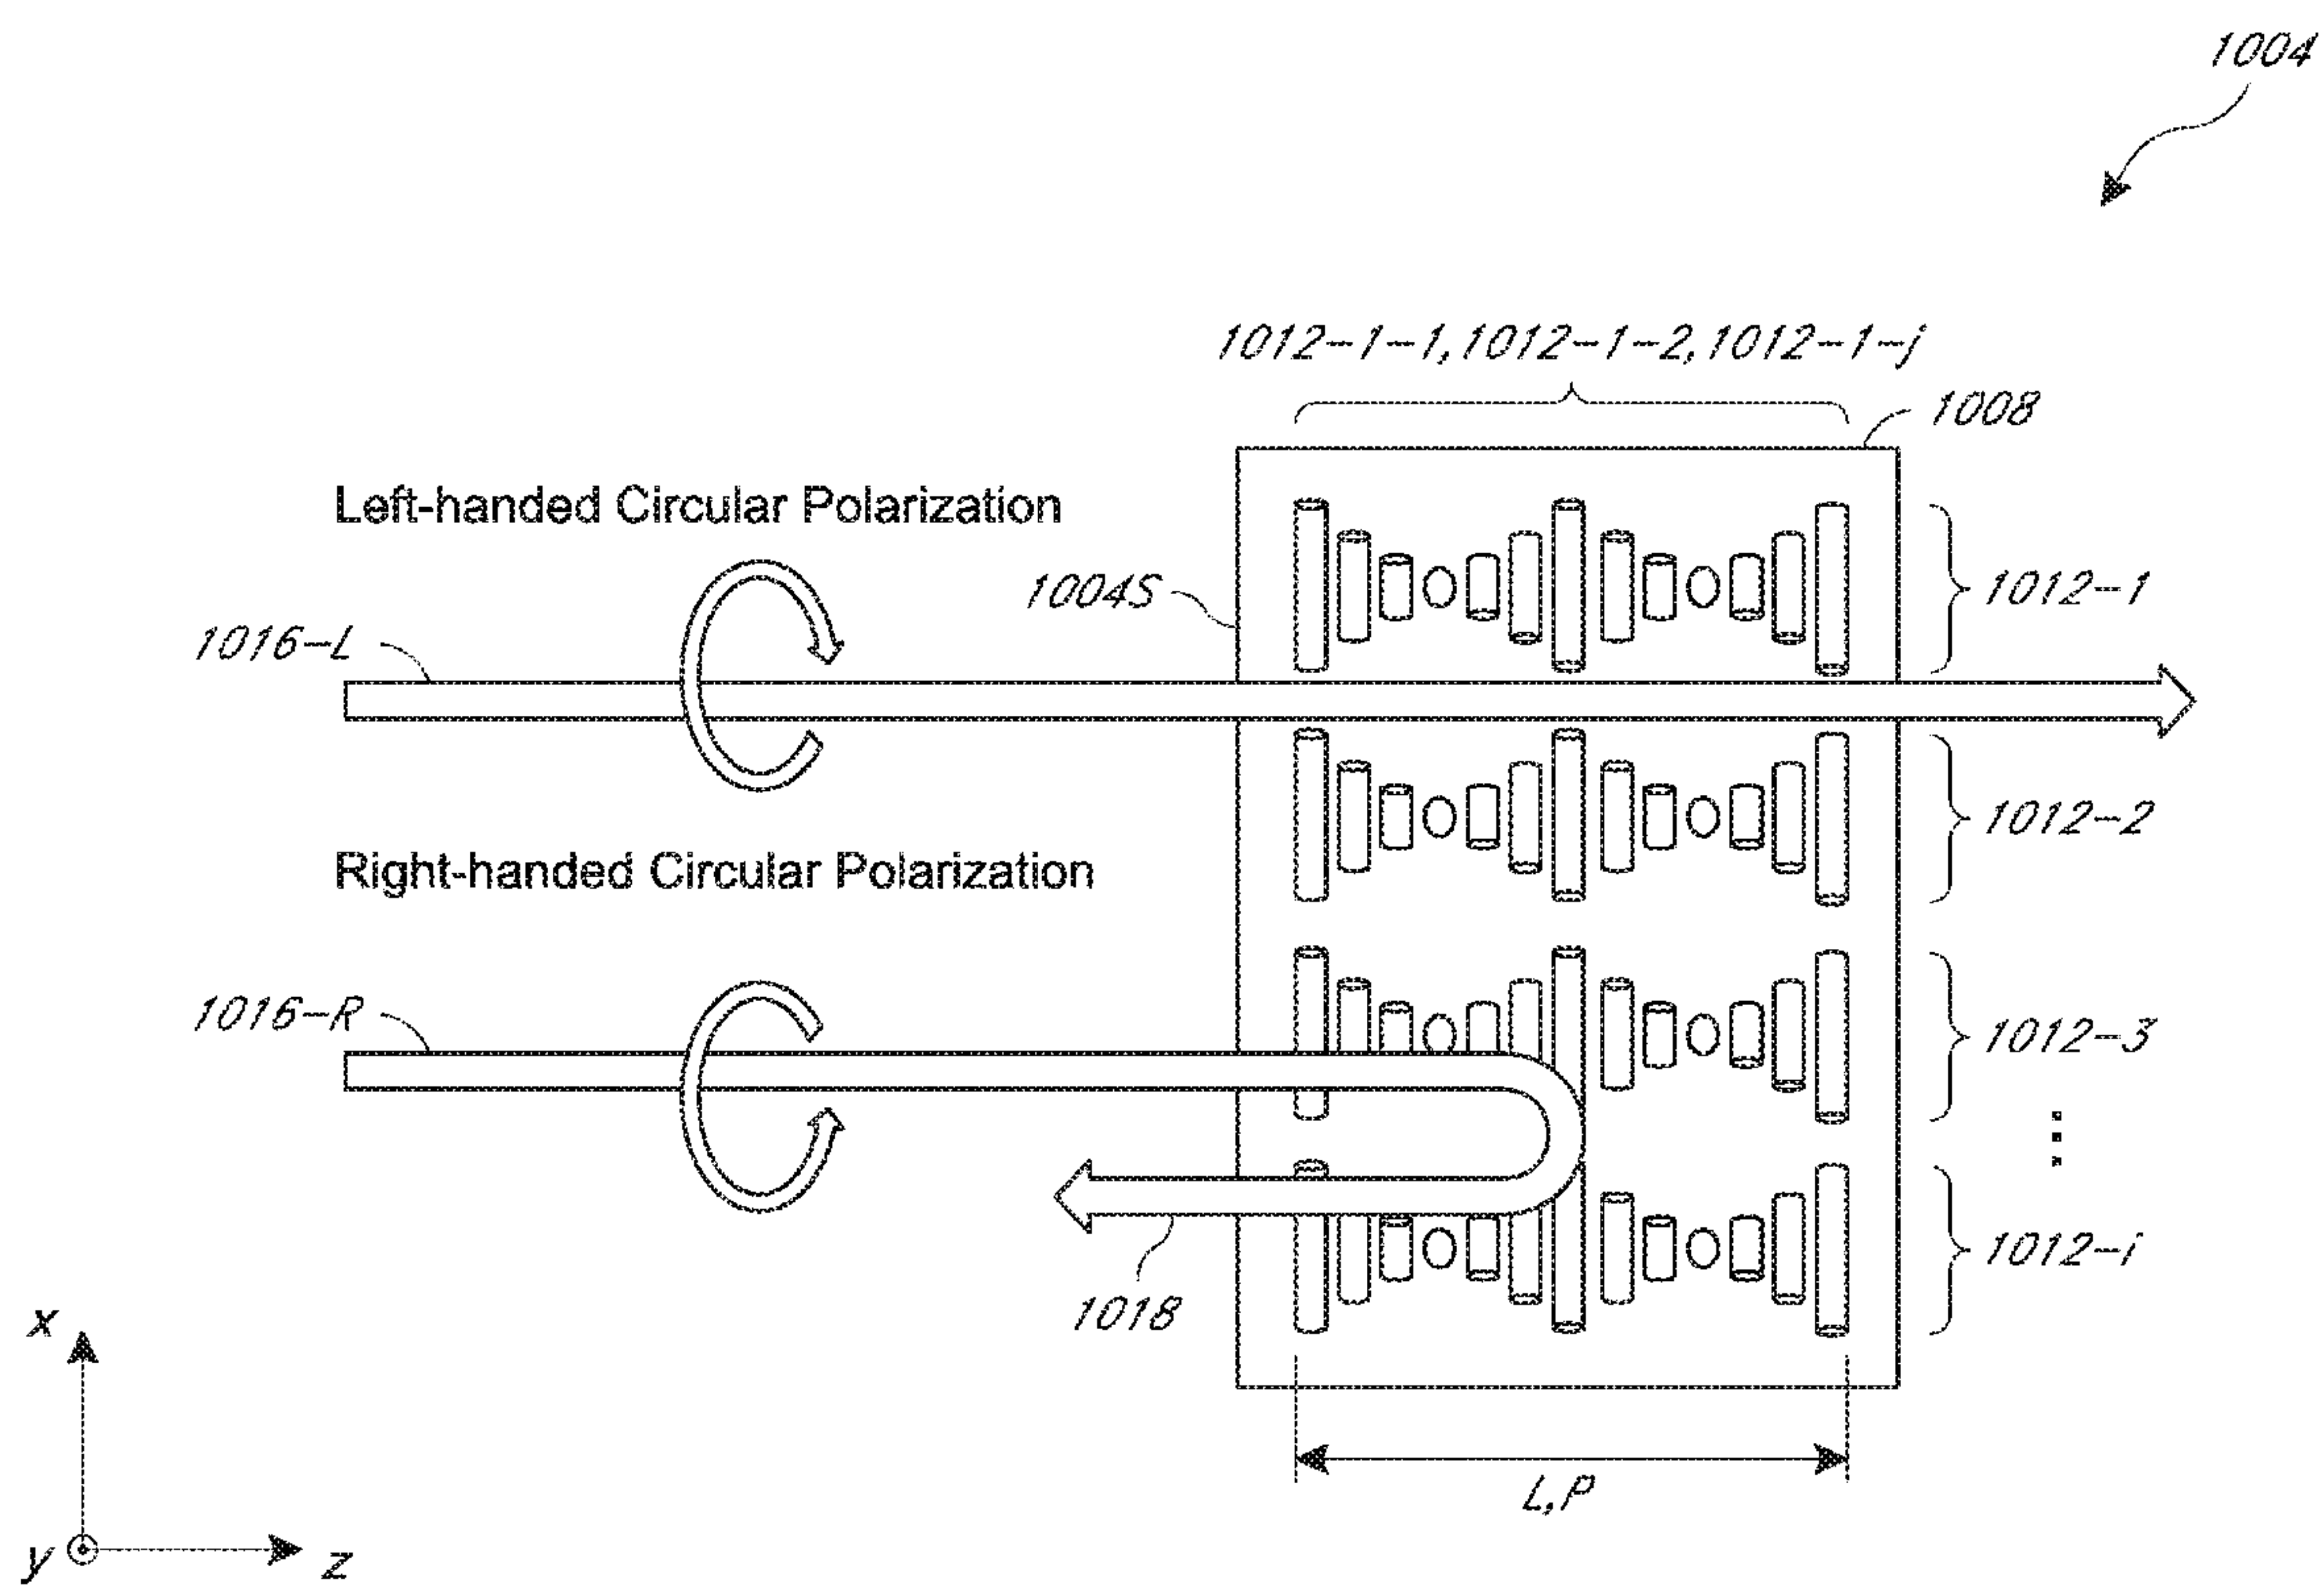 1004
1012-1-1, 1012-1-2, 1012-1-j
1008
Left-handed Circular Polarization
1004S
1012-1
1016-L
1012-2
Right-handed Circular Polarization
1016-R
1012-3
1018
1012-i
x
L,P
y
z